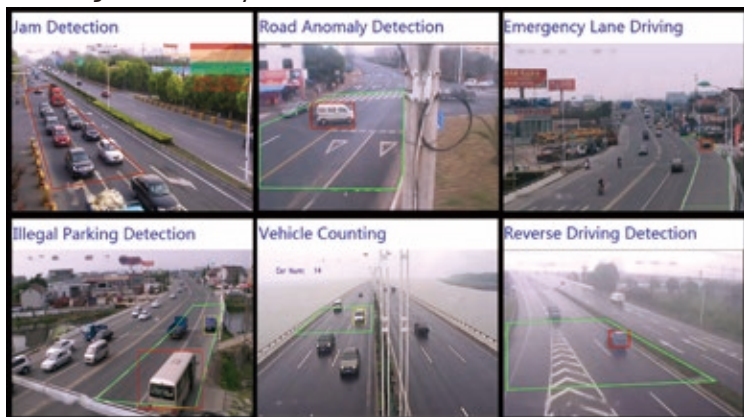 Jam Detection
Road Anomaly Detection
Emergency Lane Driving
Illegal Parking Detection
Vehicle Counting
Reverse Driving Detection
Car Num: 14